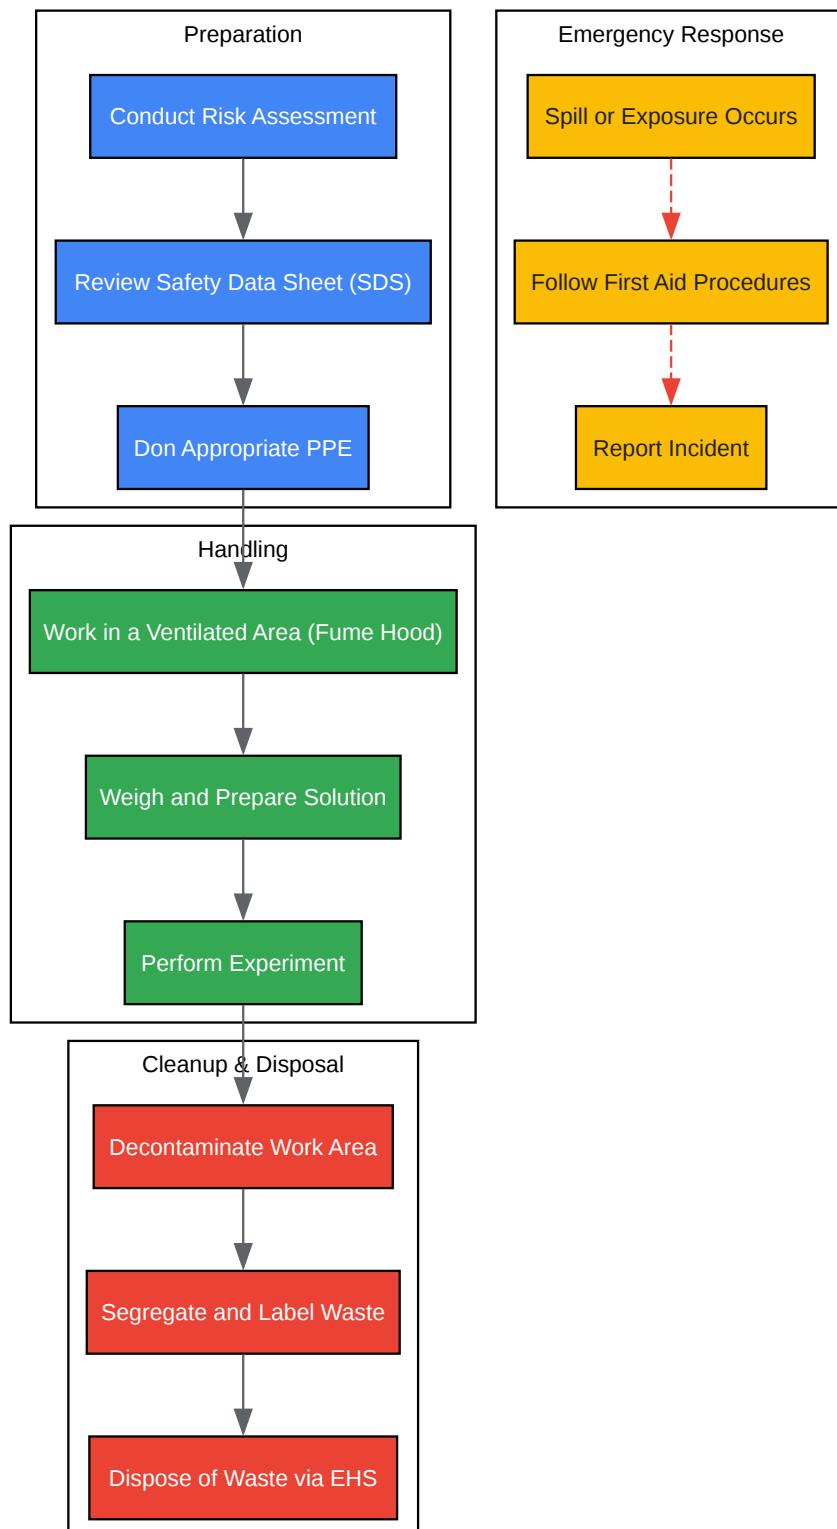 Preparation
Conduct Risk Assessment
Review Safety Data Sheet (SDS)
Don Appropriate PPE
Emergency Response
Spill or Exposure Occurs
Follow First Aid Procedures
Report Incident
Handling
Work in a Ventilated Area (Fume Hood)
Weigh and Prepare Solution
Perform Experiment
Cleanup & Disposal
Decontaminate Work Area
Segregate and Label Waste
Dispose of Waste via EHS